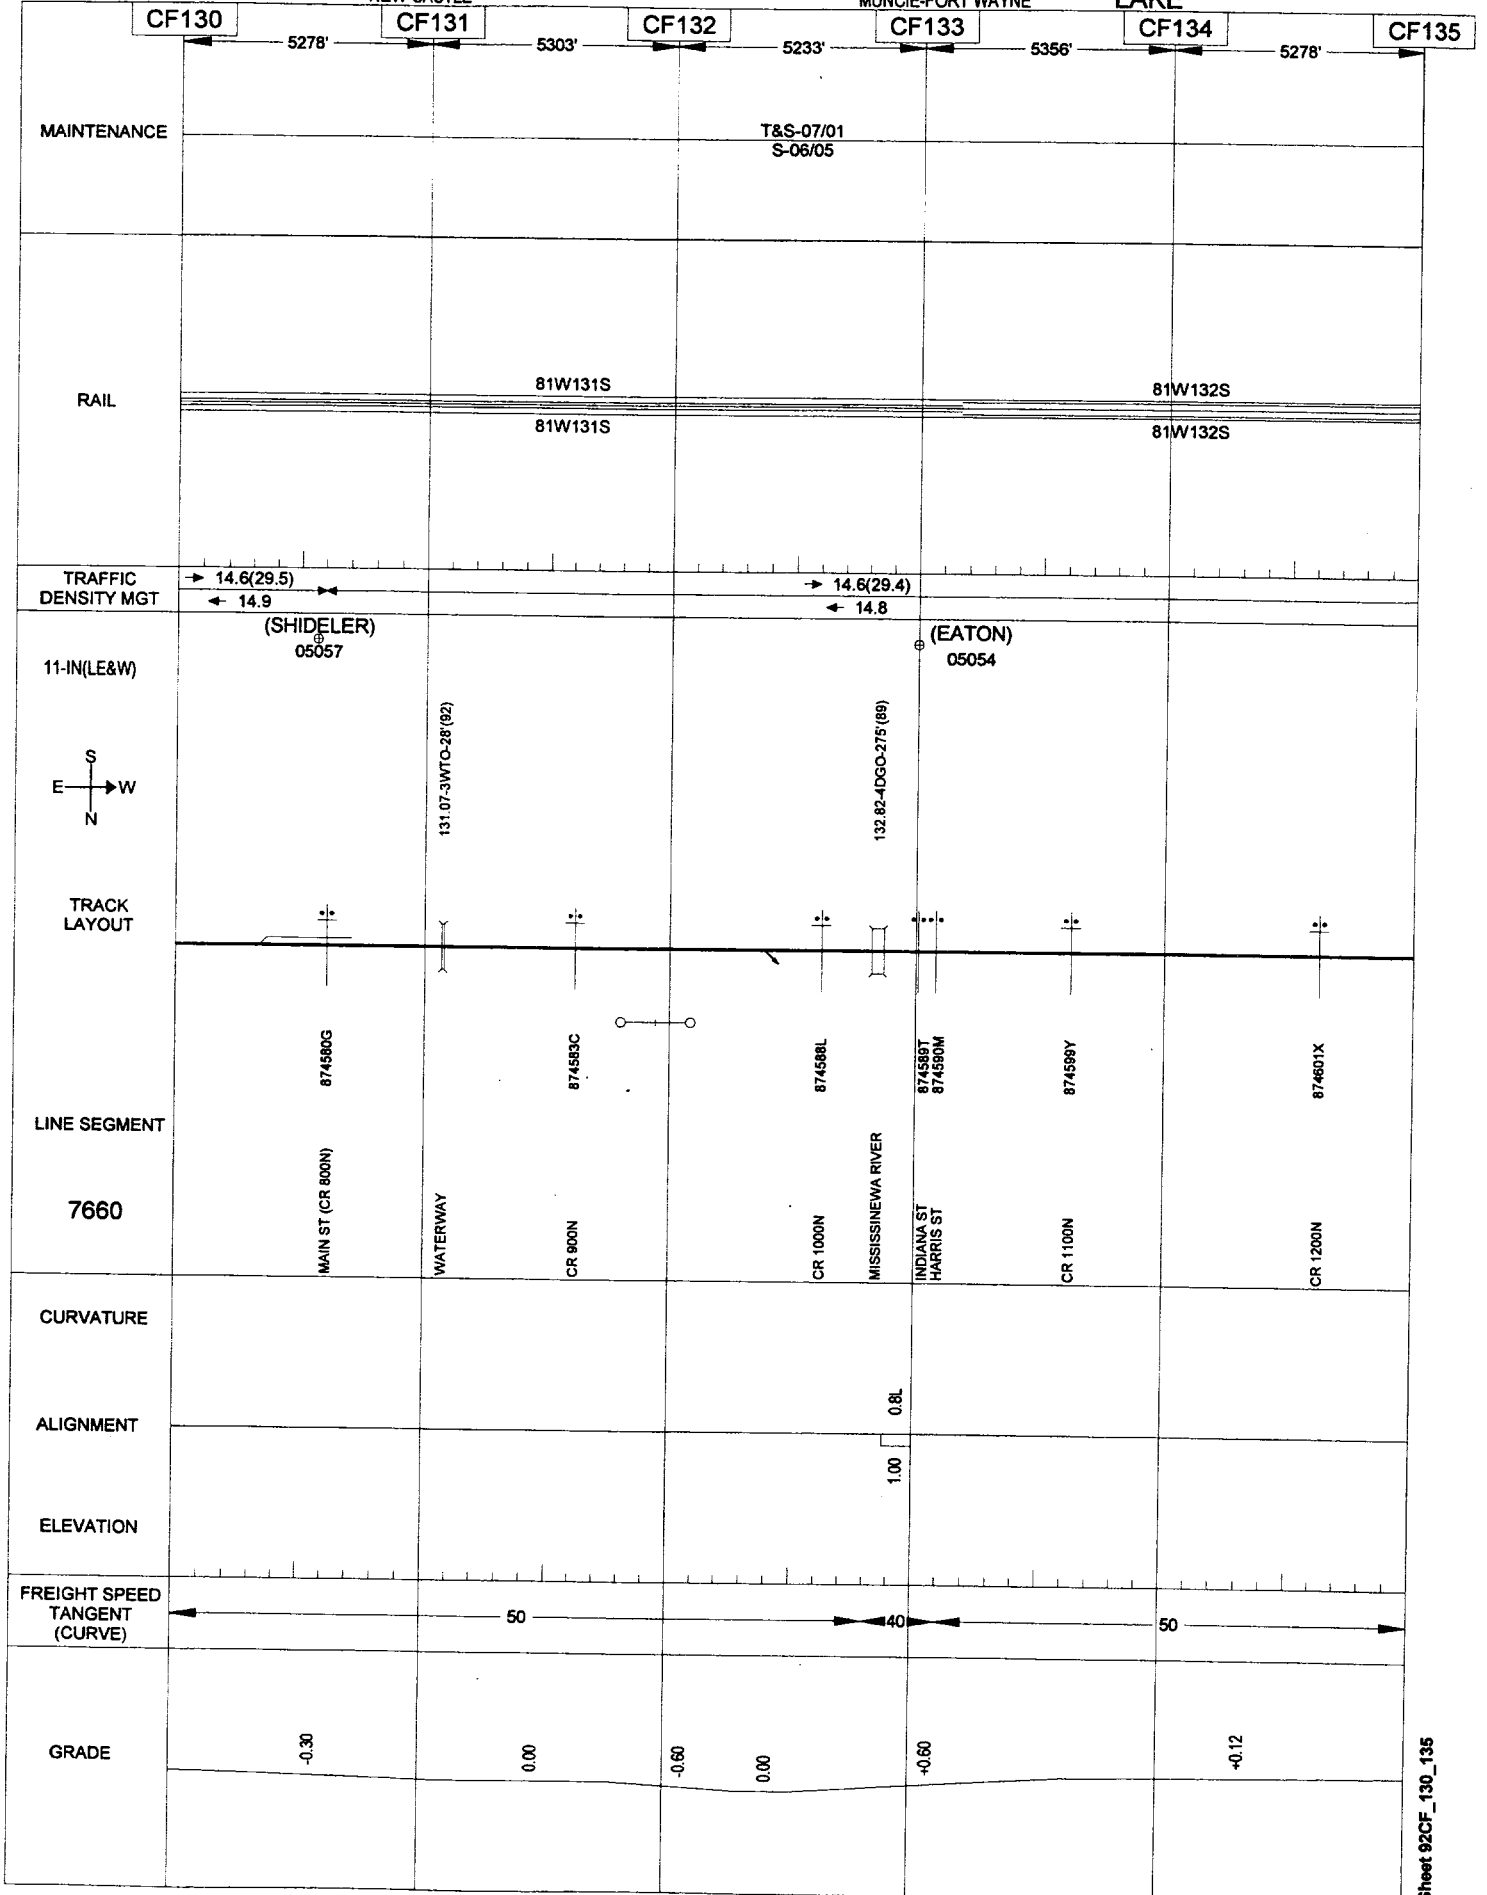 MUNCIE-FORT WAYNE
LAKE
CF130
CF131
CF132
CF133
CF134
CF135
5278'
5303'
5233'
5356'
5278'
MAINTENANCE
T&S-07/01
S-06/05
RAIL
81W131S
81W132S
81W131S
81W132S
TRAFFIC
DENSITY MGT
14.6(29.5)
14.9
14.6(29.4)
14.8
(SHIDELER)
05057
(EATON)
05054
11-IN(LE&W)
S
E
W
N
131.07-3WTO-28'(92)
132.82-4DGO-275'(89)
TRACK
LAYOUT
874580G
874583C
874588L
874589T
874590M
874599Y
874601X
LINE SEGMENT
7660
MAIN ST (CR 800N)
WATERWAY
CR 900N
CR 1000N
MISSISSINEWA RIVER
INDIANA ST
HARRIS ST
CR 1100N
CR 1200N
CURVATURE
ALIGNMENT
0.8L
1.00
ELEVATION
FREIGHT SPEED
TANGENT
(CURVE)
50
40
50
GRADE
-0.30
0.00
-0.60
0.00
+0.60
+0.12
Sheet 92CF_130_135